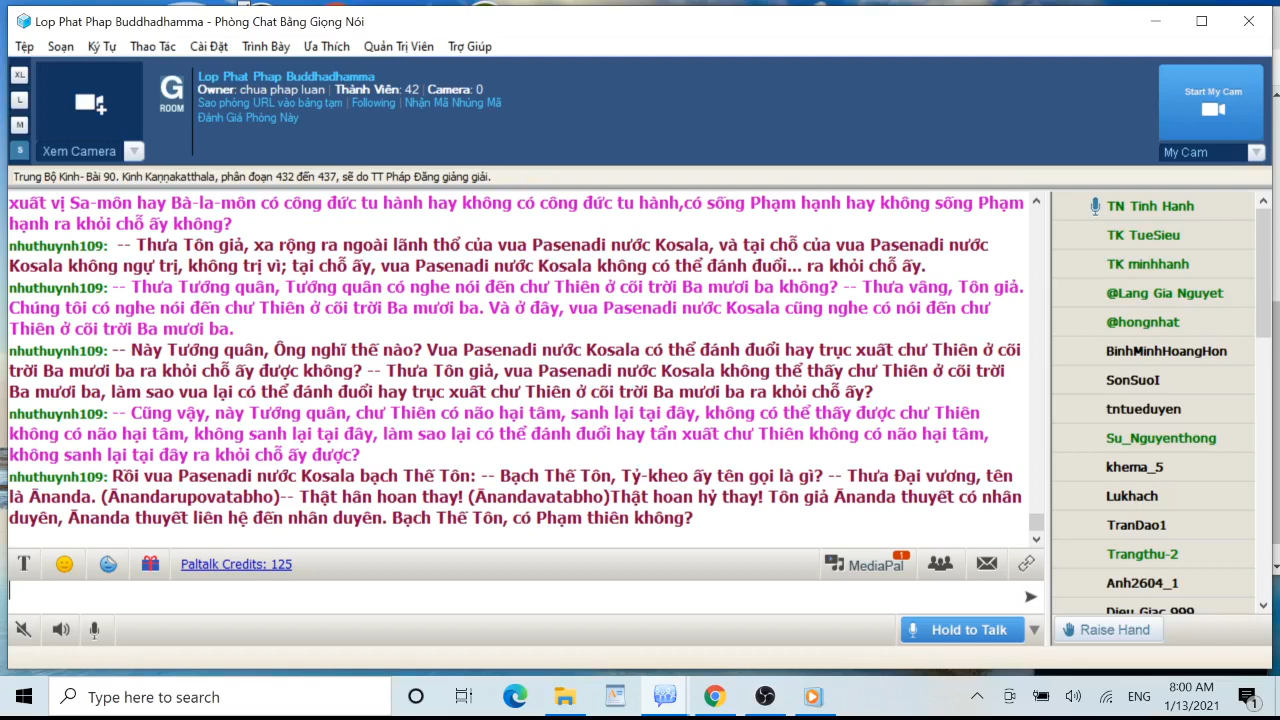 Lop Phat Phap Buddhadhamma - Phòng Chat Bằng Giọng Nói
Tệp Soạn Ký Tự Thao Tác Cài Đặt Trình Bày Ưa Thích Quản Trị Viên Trợ Giúp
XL
L
M
S
Xem Camera
G
ROOM
Lop Phat Phap Buddhadhamma
Owner: chua phap luan | Thành Viên: 42 | Camera: 0
Sao phòng URL vào bảng tạm | Following | Nhận Mã Nhúng Mã
Đánh Giá Phòng Này
Start My Cam
My Cam
Trung Bộ Kinh- Bài 90. Kinh Kaṇṇakatthala, phân đoạn 432 đến 437, sẽ do TT Pháp Đăng giảng giải.
xuất vị Sa-môn hay Bà-la-môn có công đức tu hành hay không có công đức tu hành,có sống Phạm hạnh hay không sống Phạm
hạnh ra khỏi chỗ ấy không?
nhuthuynh109: -- Thưa Tôn giả, xa rộng ra ngoài lãnh thổ của vua Pasenadi nước Kosala, và tại chỗ của vua Pasenadi nước
Kosala không ngự trị, không trị vì; tại chỗ ấy, vua Pasenadi nước Kosala không có thể đánh đuổi... ra khỏi chỗ ấy.
nhuthuynh109: -- Thưa Tướng quân, Tướng quân có nghe nói đến chư Thiên ở cõi trời Ba mươi ba không? -- Thưa vâng, Tôn giả.
Chúng tôi có nghe nói đến chư Thiên ở cõi trời Ba mươi ba. Và ở đây, vua Pasenadi nước Kosala cũng nghe có nói đến chư
Thiên ở cõi trời Ba mươi ba.
nhuthuynh109: -- Này Tướng quân, Ông nghĩ thế nào? Vua Pasenadi nước Kosala có thể đánh đuổi hay trục xuất chư Thiên ở cõi
trời Ba mươi ba ra khỏi chỗ ấy được không? -- Thưa Tôn giả, vua Pasenadi nước Kosala không thể thấy chư Thiên ở cõi trời
Ba mươi ba, làm sao vua lại có thể đánh đuổi hay trục xuất chư Thiên ở cõi trời Ba mươi ba ra khỏi chỗ ấy?
nhuthuynh109: -- Cũng vậy, này Tướng quân, chư Thiên có não hại tâm, sanh lại tại đây, không có thể thấy được chư Thiên
không có não hại tâm, không sanh lại tại đây, làm sao lại có thể đánh đuổi hay tẩn xuất chư Thiên không có não hại tâm,
không sanh lại tại đây ra khỏi chỗ ấy được?
nhuthuynh109: Rồi vua Pasenadi nước Kosala bạch Thế Tôn: -- Bạch Thế Tôn, Tỷ-kheo ấy tên gọi là gì? -- Thưa Đại vương, tên
là Ānanda. (Ānandarupovatabho)-- Thật hân hoan thay! (Ānandavatabho)Thật hoan hỷ thay! Tôn giả Ānanda thuyết có nhân
duyên, Ānanda thuyết liên hệ đến nhân duyên. Bạch Thế Tôn, có Phạm thiên không?
TN Tinh Hanh
TK TueSieu
TK minhhanh
@Lang Gia Nguyet
@hongnhat
BinhMinhHoangHon
SonSuoI
tntueduyen
Su_Nguyenthong
khema_5
Lukhach
TranDao1
Trangthu-2
Anh2604_1
Dieu Giac 999
T Paltalk Credits: 125 MediaPal 1
Hold to Talk
Raise Hand
Type here to search
ENG
8:00 AM
1/13/2021
1